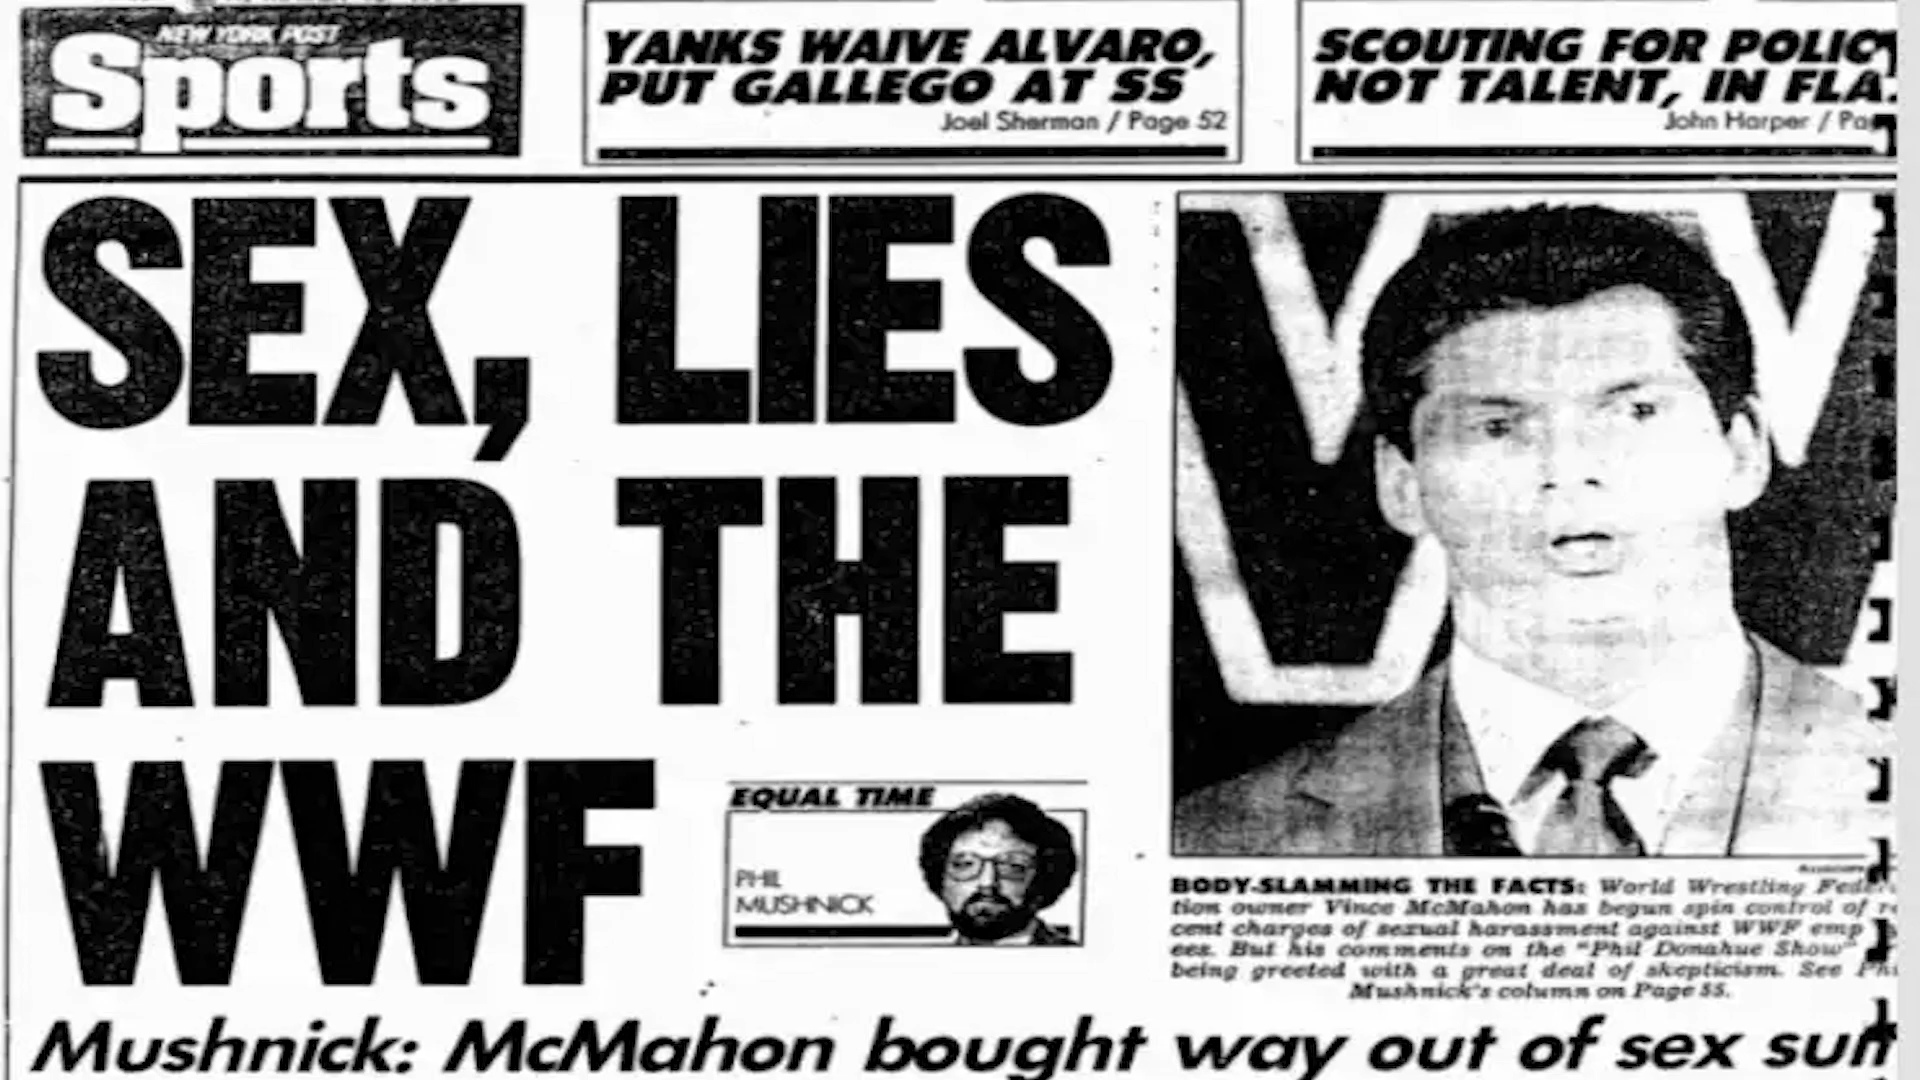 NEW YORK POST
Sports
YANKS WAIVE ALVARO,
PUT GALLEGO AT SS
Joel Sherman / Page 52
SCOUTING FOR POLICY
NOT TALENT, IN FLA.
John Harper / Pa
SEX, LIES
AND THE
WWF
EQUAL TIME
PHIL
MUSHNICK
BODY-SLAMMING THE FACTS: World Wrestling Federa
tion owner Vince McMahon has begun spin control of re
cent charges of sexual harassment against WWF emp
ees. But his comments on the "Phil Donahue Show"
being greeted with a great deal of skepticism. See Phi
Mushnick's column on Page 55.
Mushnick: McMahon bought way out of sex suit